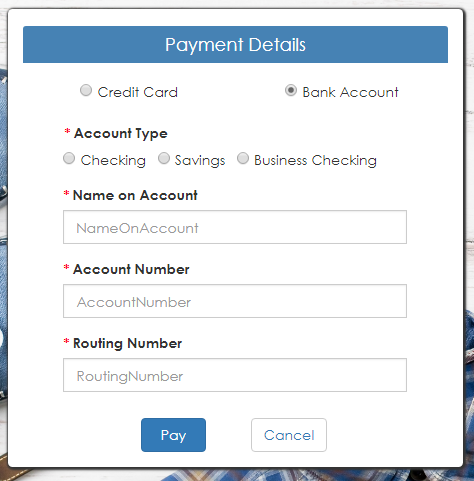 Payment Details
Credit Card Bank Account
* Account Type
Checking Savings Business Checking
* Name on Account
NameOnAccount
* Account Number
AccountNumber
* Routing Number
RoutingNumber
Pay Cancel